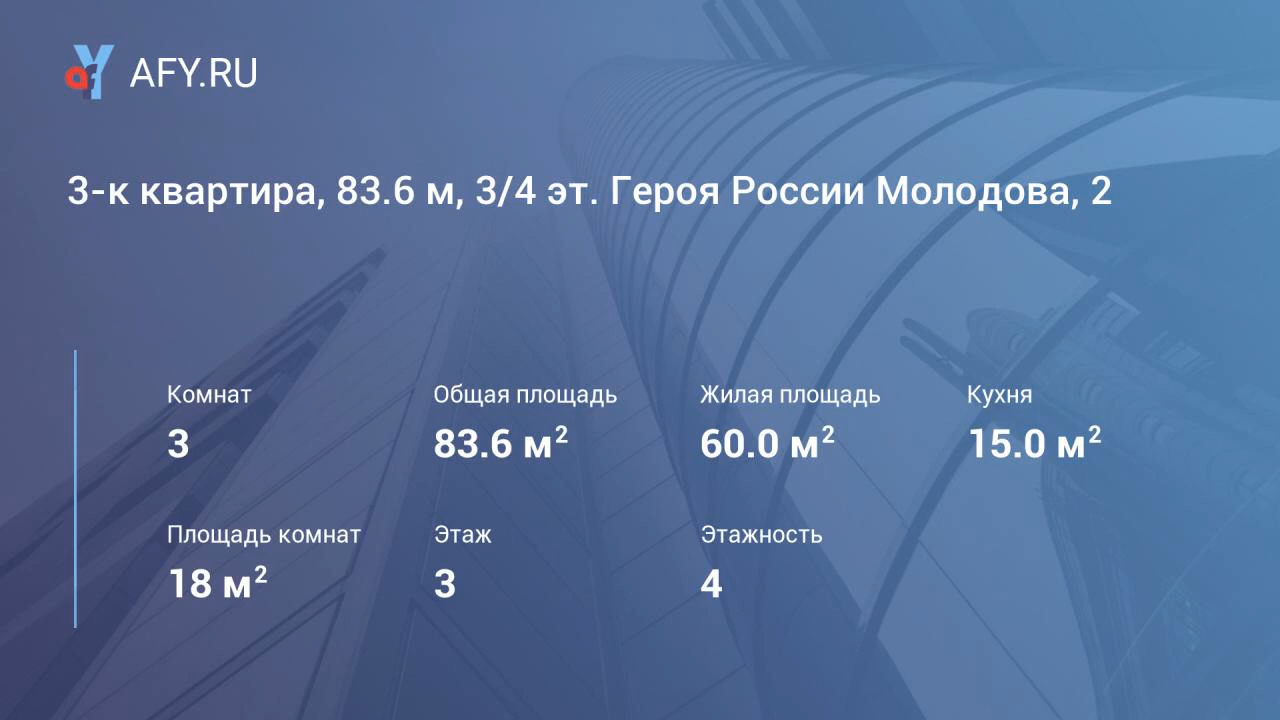 AFY.RU
3-к квартира, 83.6 м, 3/4 эт. Героя России Молодова, 2
Комнат
Общая площадь
Жилая площадь
Кухня
3
83.6 м²
60.0 м²
15.0 м²
Площадь комнат
Этаж
Этажность
18 м²
3
4